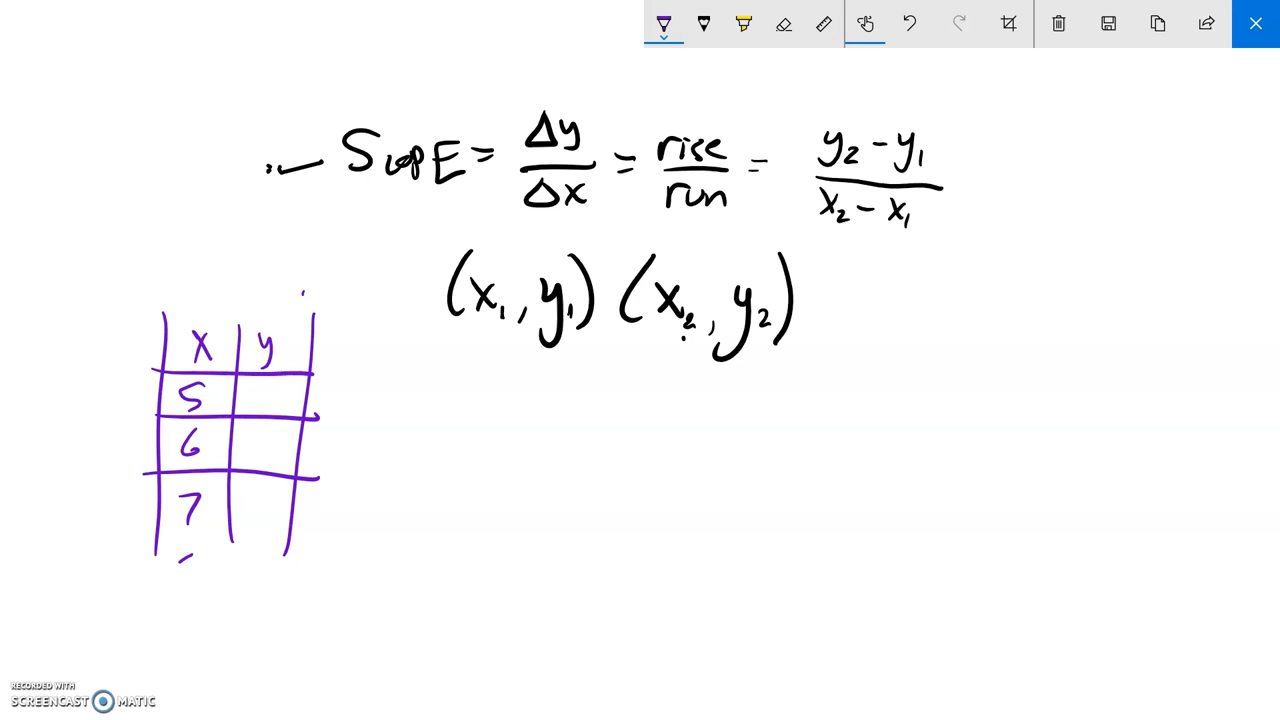 SLOPE = Δy/Δx = rise/run = y₂ - y₁/x₂ - x₁
(x₁, y₁) (x₂, y₂)
x y
5
6
7
RECORDED WITH
SCREENCAST MATIC